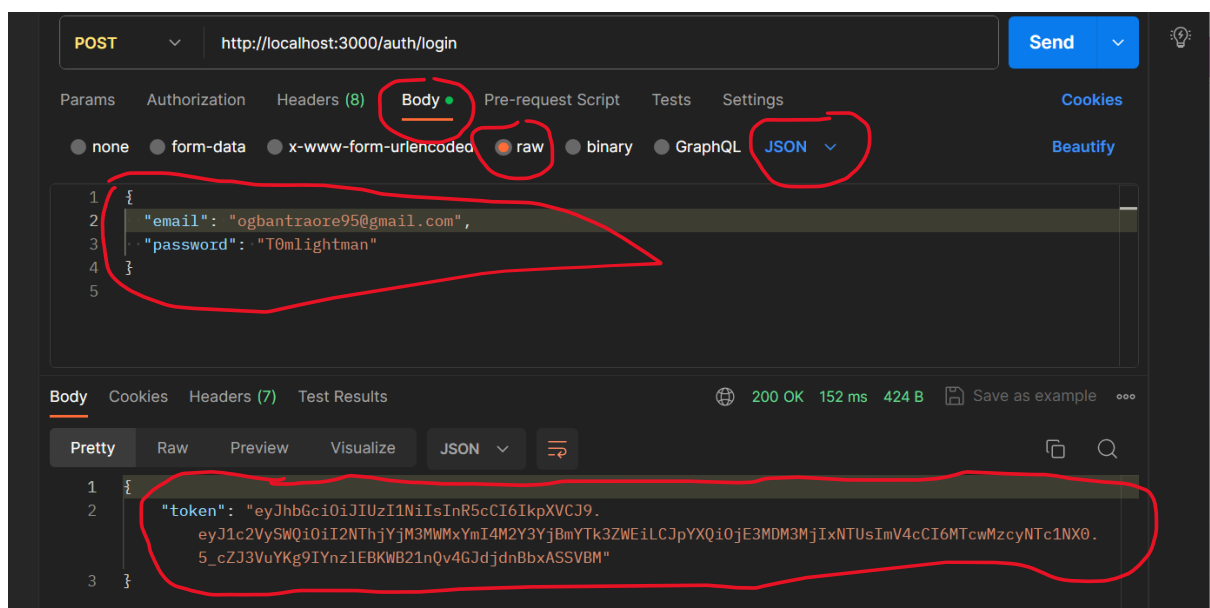 POST http://localhost:3000/auth/login Send
Params Authorization Headers (8) Body Pre-request Script Tests Settings Cookies
none form-data x-www-form-urlencoded raw binary GraphQL JSON Beautify
1 {
2 "email": "ogbantraore95@gmail.com",
3 "password": "T0mlightman"
4 }
5
Body Cookies Headers (7) Test Results 200 OK 152 ms 424 B Save as example
Pretty Raw Preview Visualize JSON
1 {
2 "token": "eyJhbGciOiJIUzI1NiIsInR5cCI6IkpXVCJ9.
eyJ1c2VySWQiOiI2NThjYjM3MWMxYmI4M2Y3YjBmYTk3ZWEiLCJpYXQiOjE3MDM3MjIxNTUsImV4cCI6MTcwMzcyNTc1NX0.
5_cZJ3VuYKg9IYnzlEBKWB21nQv4GJdjdnBbxASSVBM"
3 }